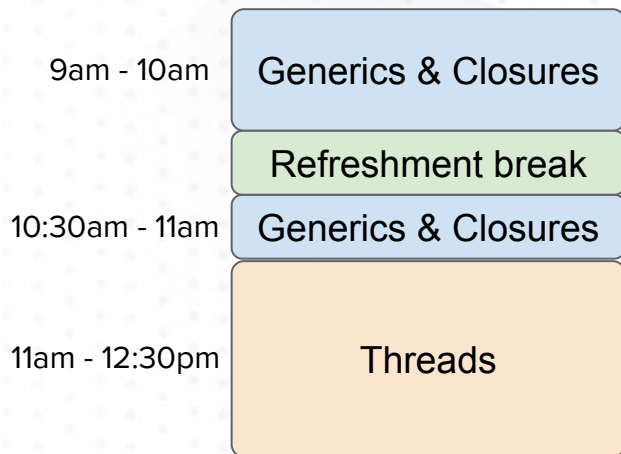 9am - 10am Generics & Closures
Refreshment break
10:30am - 11am Generics & Closures
11am - 12:30pm Threads